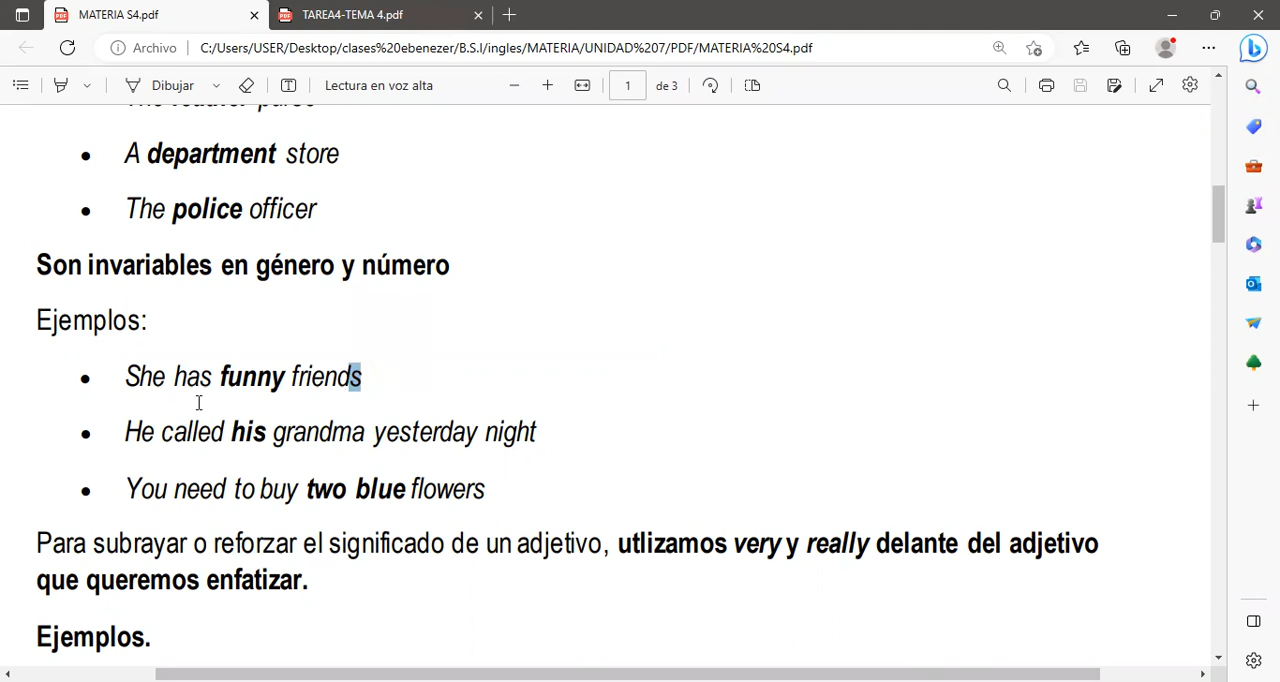 MATERIA S4.pdf
TAREA4-TEMA 4.pdf
Archivo
C:/Users/USER/Desktop/clases%20ebenezer/B.S.I/ingles/MATERIA/UNIDAD%207/PDF/MATERIA%20S4.pdf
Dibujar
Lectura en voz alta
1
de 3
• A department store
• The police officer
Son invariables en género y número
Ejemplos:
• She has funny friends
• He called his grandma yesterday night
• You need to buy two blue flowers
Para subrayar o reforzar el significado de un adjetivo, utlizamos very y really delante del adjetivo
que queremos enfatizar.
Ejemplos.